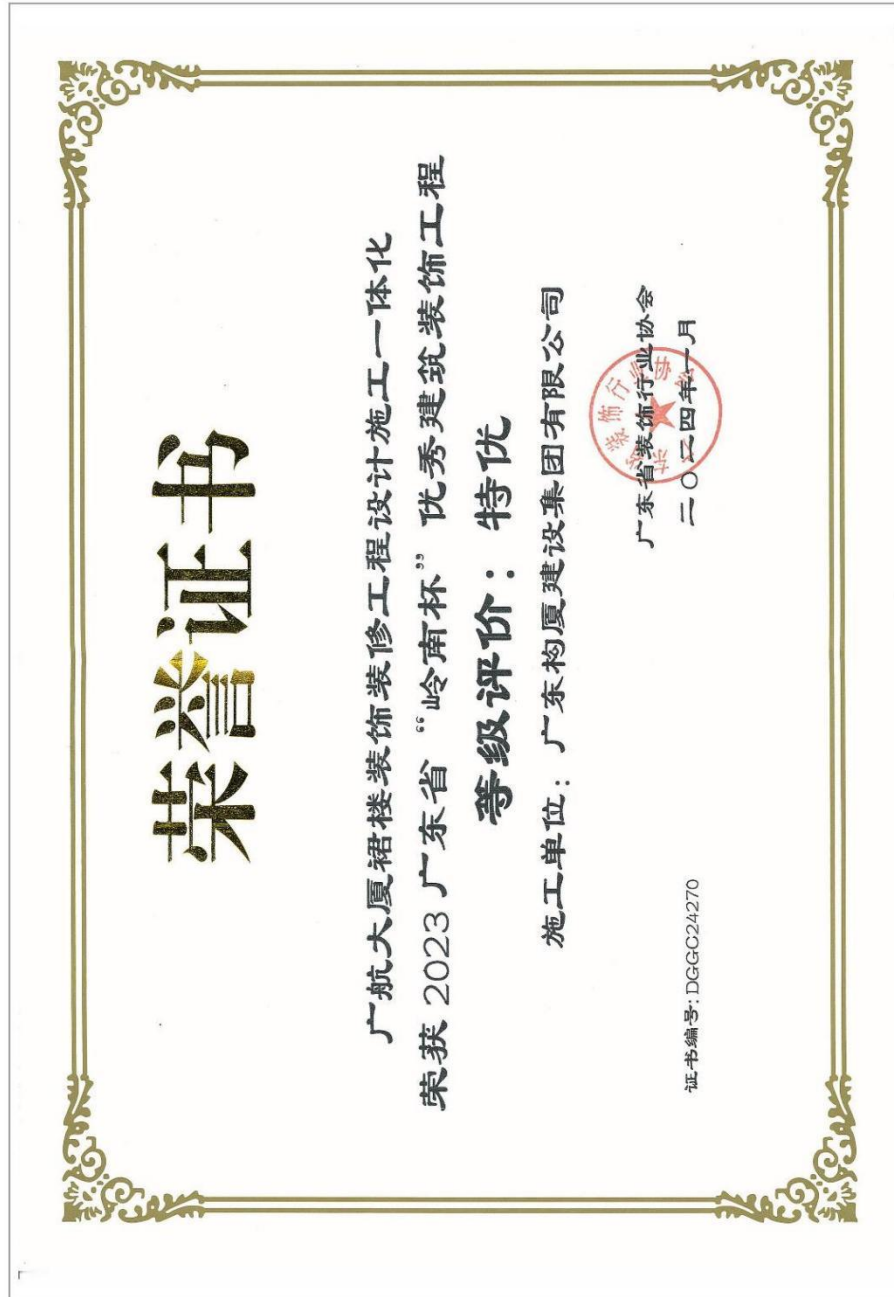 荣誉证书
广航大厦裙楼装饰装修工程设计施工一体化
荣获 2023 广东省“岭南杯”优秀建筑装饰工程
等级评价：特优
施工单位：广东构厦建设集团有限公司
广东省装饰行业协会
二〇二四年一月
证书编号:DGGC24270